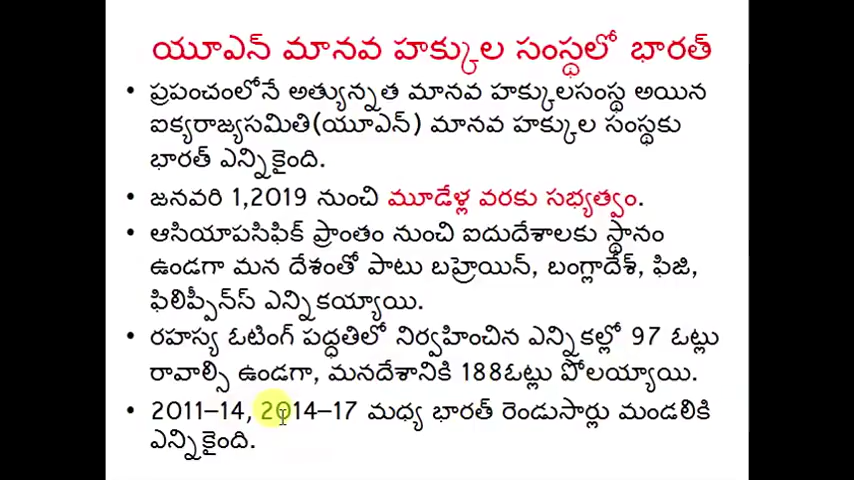 యూఎన్ మానవ హక్కుల సంస్థలో భారత్
• ప్రపంచంలోనే అత్యున్నత మానవ హక్కులసంస్థ అయిన
ఐక్యరాజ్యసమితి(యూఎన్) మానవ హక్కుల సంస్థకు
భారత్ ఎన్నికైంది.
• జనవరి 1,2019 నుంచి మూడేళ్ల వరకు సభ్యత్వం.
• ఆసియాపసిఫిక్ ప్రాంతం నుంచి ఐదుదేశాలకు స్థానం
ఉండగా మన దేశంతో పాటు బహ్రెయిన్, బంగ్లాదేశ్, ఫిజి,
ఫిలిప్పీన్‌స్ ఎన్నికయ్యాయి.
• రహస్య ఓటింగ్ పద్ధతిలో నిర్వహించిన ఎన్నికల్లో 97 ఓట్లు
రావాల్సి ఉండగా, మనదేశానికి 188ఓట్లు పోలయ్యాయి.
• 2011–14, 2014–17 మధ్య భారత్ రెండుసార్లు మండలికి
ఎన్నికైంది.